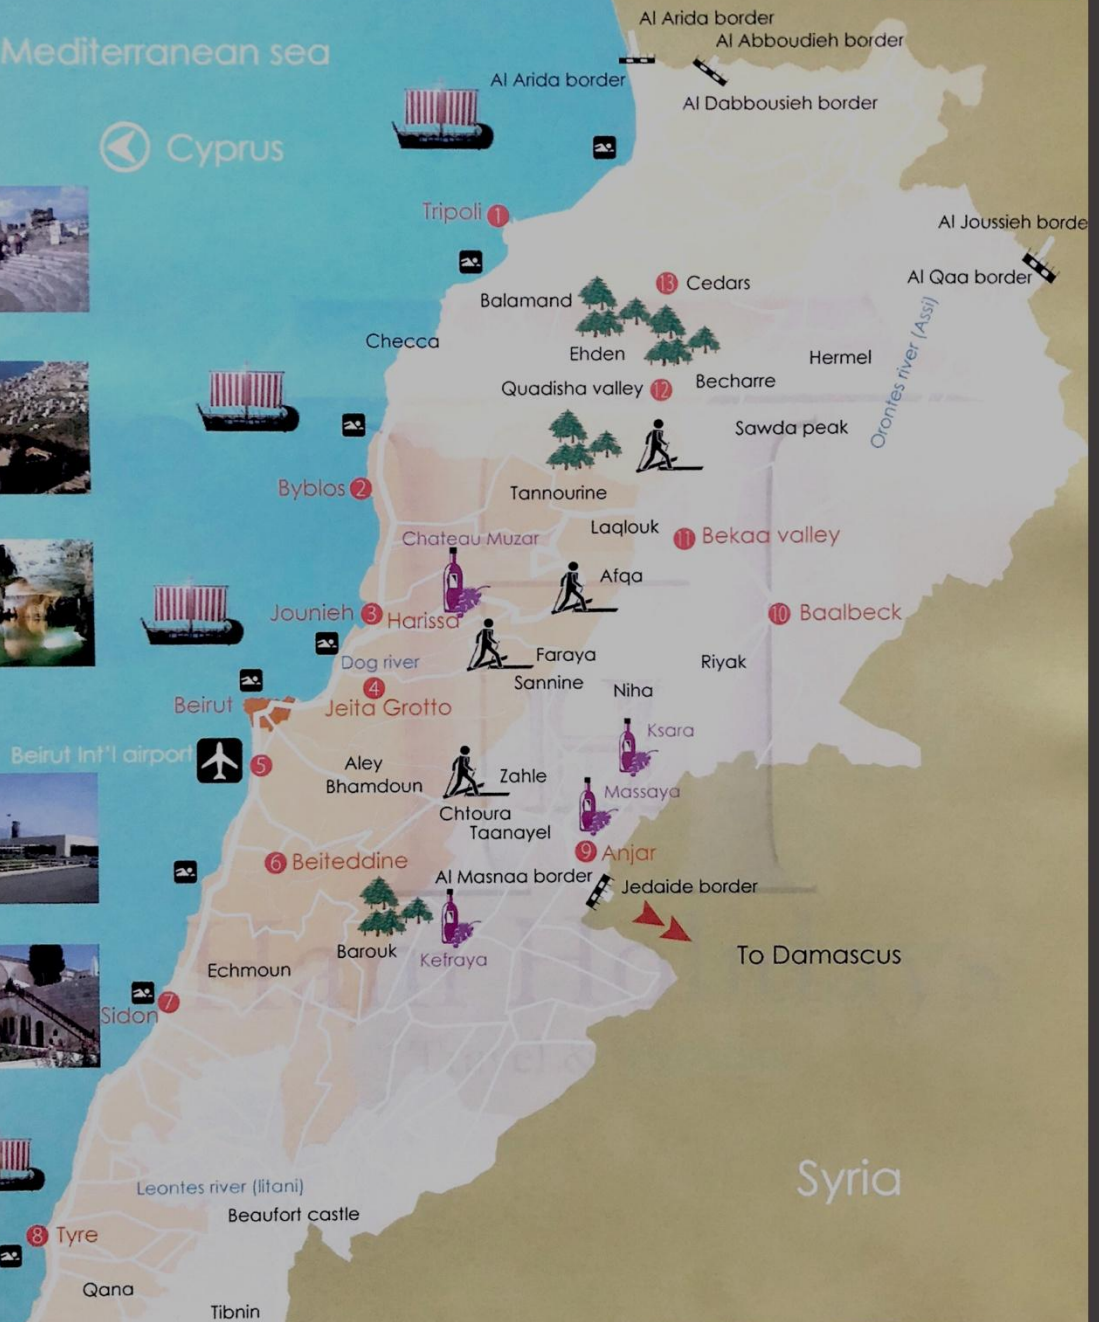 Al Arida border
Al Abboudieh border
Mediterranean sea
Al Arida border
Al Dabbousieh border
Cyprus
Tripoli 1
Al Joussieh borde
Al Qaa border
13 Cedars
Balamand
Orontes river (Assi)
Checca
Ehden
Hermel
Quadisha valley 12
Becharre
Sawda peak
Byblos 2
Tannourine
Laqlouk
11 Bekaa valley
Chateau Muzar
Afqa
Jounieh 3
Harissa
10 Baalbeck
Dog river
Faraya
Riyak
Sannine
Niha
4
Beirut
Jeita Grotto
Ksara
Beirut Int'l airport
5
Aley
Bhamdoun
Zahle
Massaya
Chtoura
Taanayel
6 Beiteddine
9 Anjar
Al Masnaa border
Jedaide border
Barouk
Kefraya
To Damascus
Echmoun
7
Sidon
Syria
Leontes river (litani)
Beaufort castle
8 Tyre
Qana
Tibnin